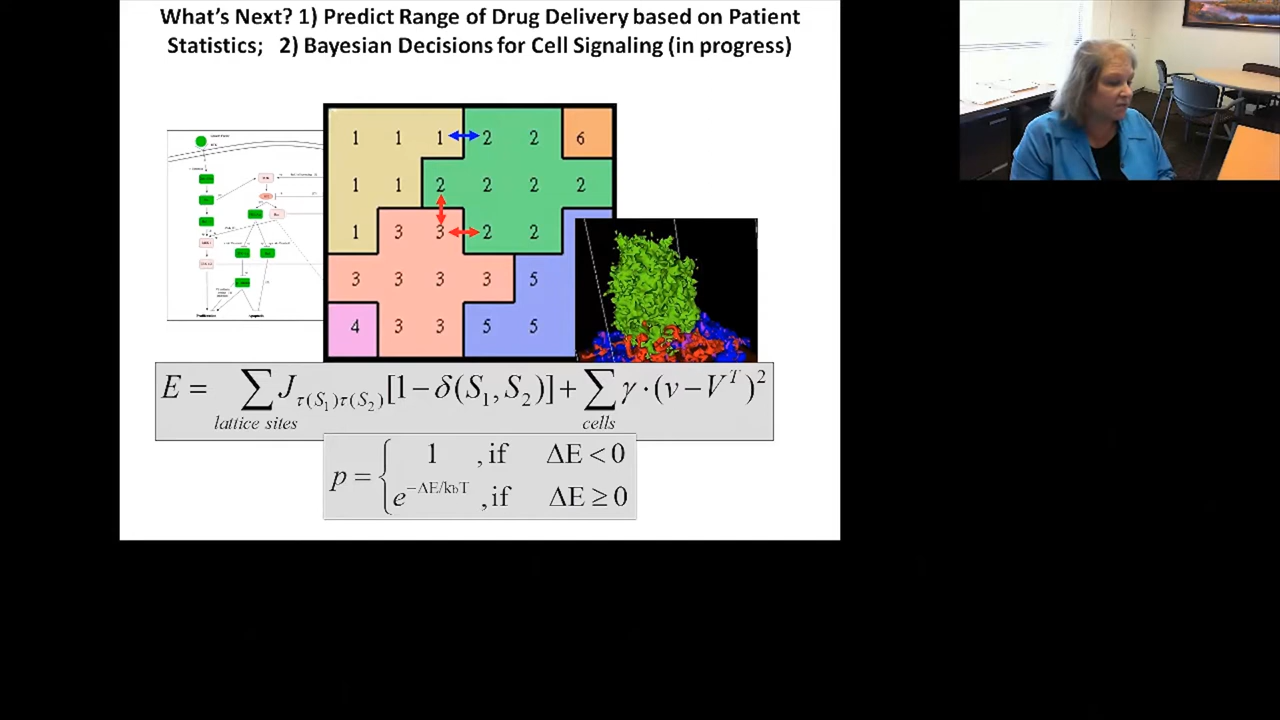 What's Next? 1) Predict Range of Drug Delivery based on Patient
Statistics; 2) Bayesian Decisions for Cell Signaling (in progress)
1 1 1 2 2 6
1 1 2 2 2 2
1 3 3 2 2
3 3 3 3 5
4 3 3 5 5
Proliferation Apoptosis
E = ∑ J τ(S₁)τ(S₂) [1 − δ(S₁, S₂)] + ∑ γ · (v − V^T)²
lattice sites cells
p = { 1 , if ΔE < 0
e^−ΔE/k_bT , if ΔE ≥ 0